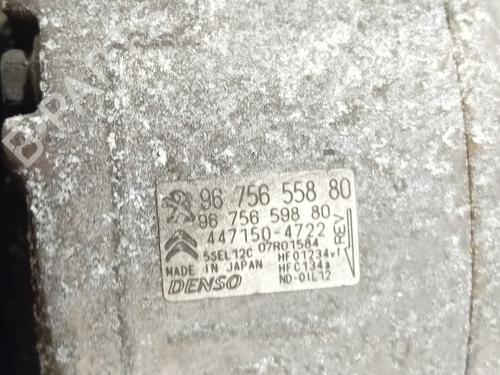 96 756 558 80
96 756 598 80
447150-4722
REV
5SEL12C 07R01584
HFO1234yf
MADE IN JAPAN
HFC134a
DENSO
ND-OIL12
B-PARTS